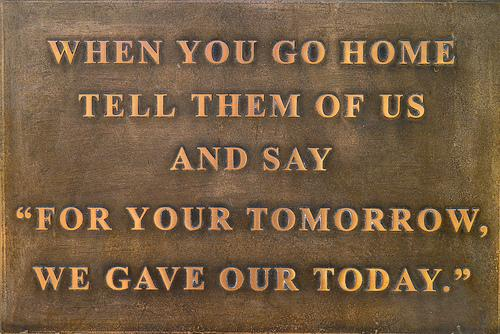 WHEN YOU GO HOME
TELL THEM OF US
AND SAY
“FOR YOUR TOMORROW,
WE GAVE OUR TODAY.”